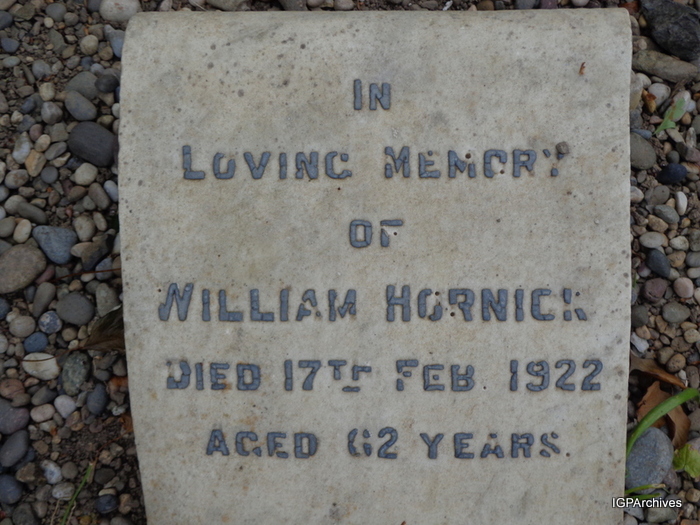 IN
LOVING MEMORY
OF
WILLIAM HORNICK
DIED 17TH FEB 1922
AGED 62 YEARS.
IGPArchives